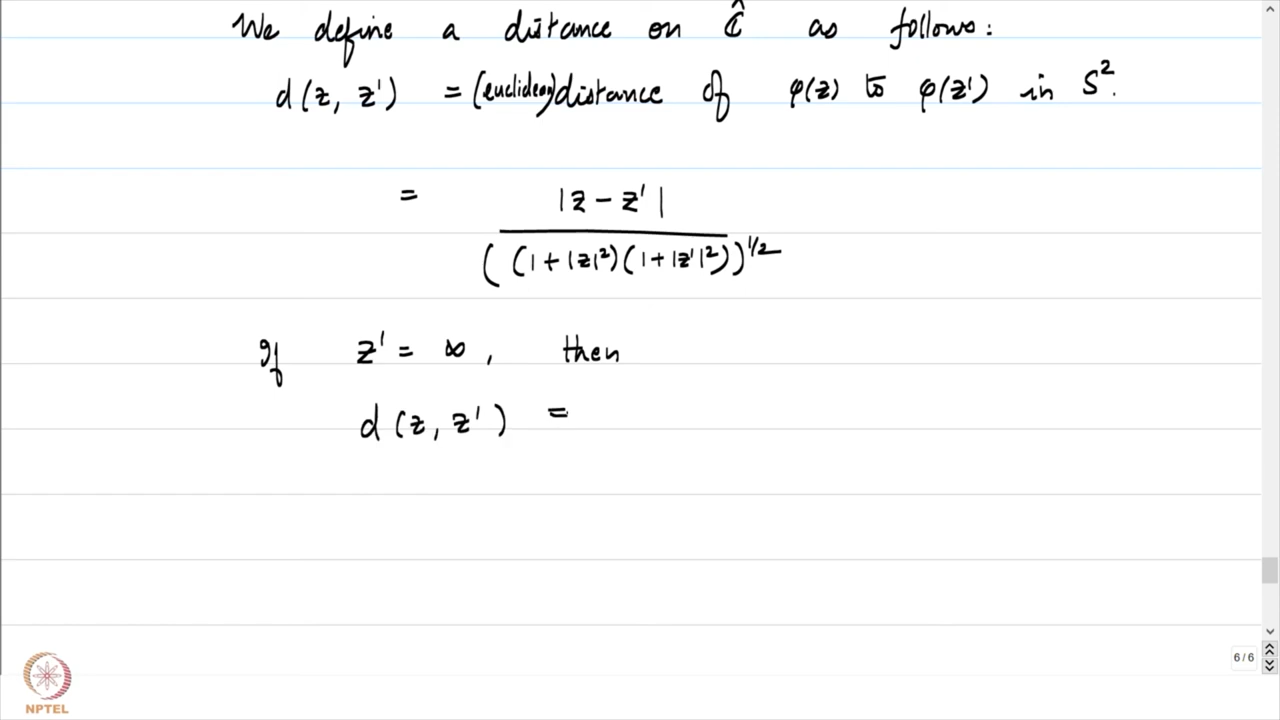 We define a distance on Ĉ as follows:
d(z, z') = (euclidean) distance of φ(z) to φ(z') in S².
= |z - z'| / ((1+|z|²)(1+|z'|²))^1/2
If z' = ∞, then
d(z, z') =
6/6
NPTEL